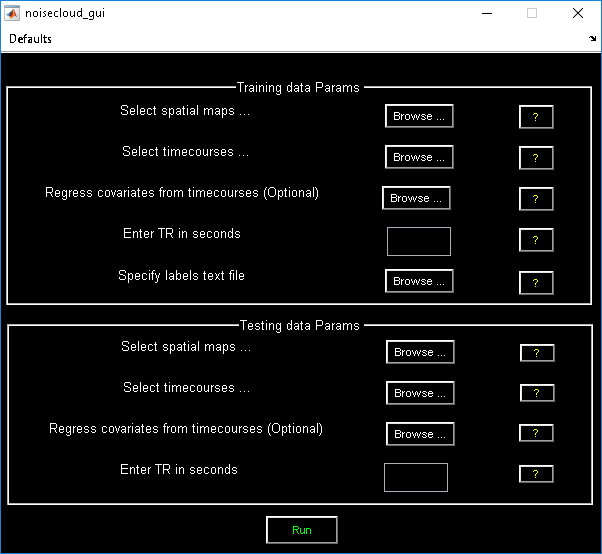 noisecloud_gui
Defaults
Training data Params
Select spatial maps ... Browse ... ?
Select timecourses ... Browse ... ?
Regress covariates from timecourses (Optional) Browse ... ?
Enter TR in seconds ?
Specify labels text file Browse ... ?
Testing data Params
Select spatial maps ... Browse ... ?
Select timecourses ... Browse ... ?
Regress covariates from timecourses (Optional) Browse ... ?
Enter TR in seconds ?
Run